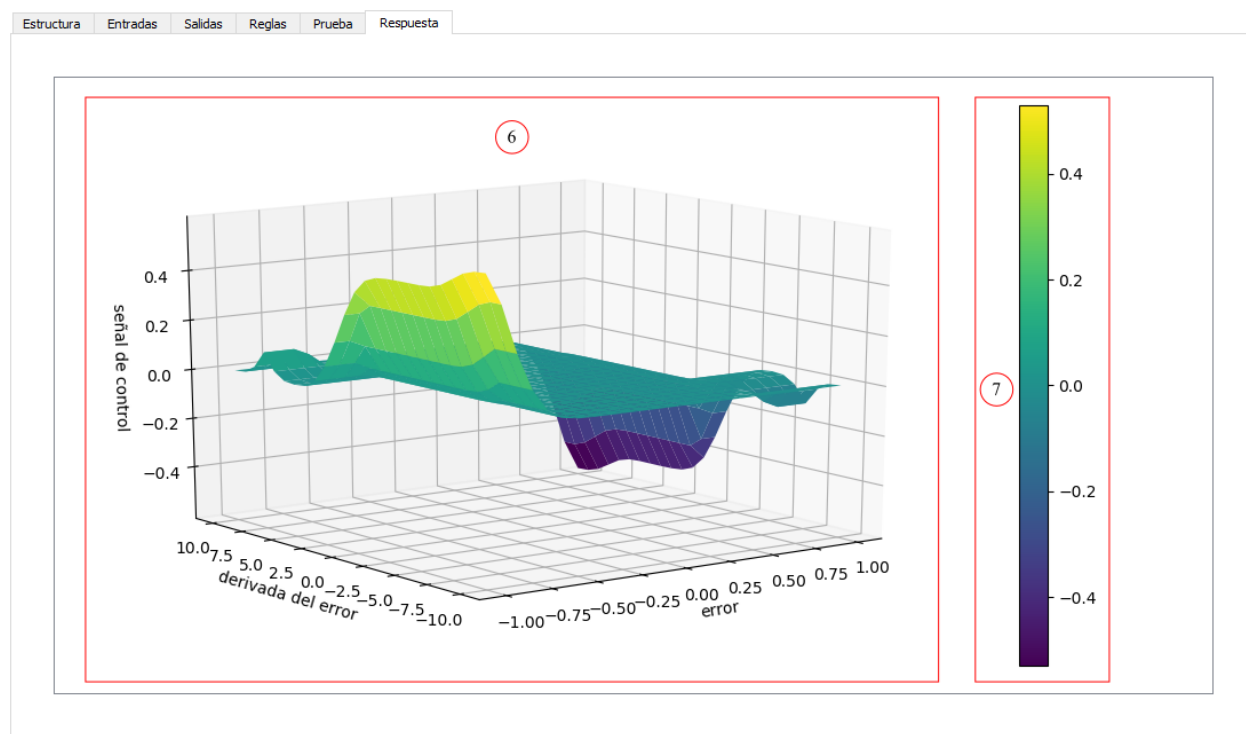 Estructura Entradas Salidas Reglas Prueba Respuesta
6
7
0.4
0.2
0.0
−0.2
−0.4
señal de control
0.4
0.2
0.0
−0.2
−0.4
10.0 7.5 5.0 2.5 0.0 −2.5 −5.0 −7.5 −10.0
derivada del error
−1.00 −0.75 −0.50 −0.25 0.00 0.25 0.50 0.75 1.00
error